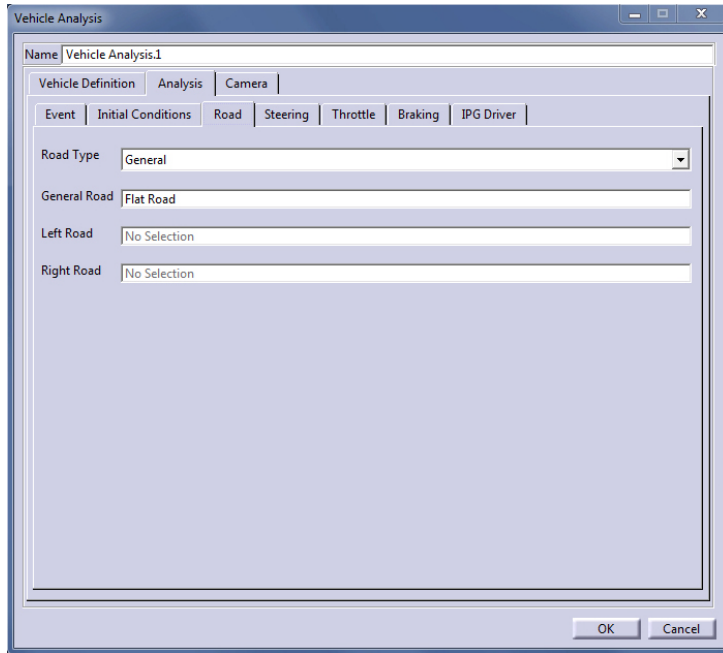 Vehicle Analysis
Name Vehicle Analysis.1
Vehicle Definition Analysis Camera
Event Initial Conditions Road Steering Throttle Braking IPG Driver
Road Type General
General Road Flat Road
Left Road No Selection
Right Road No Selection
OK Cancel